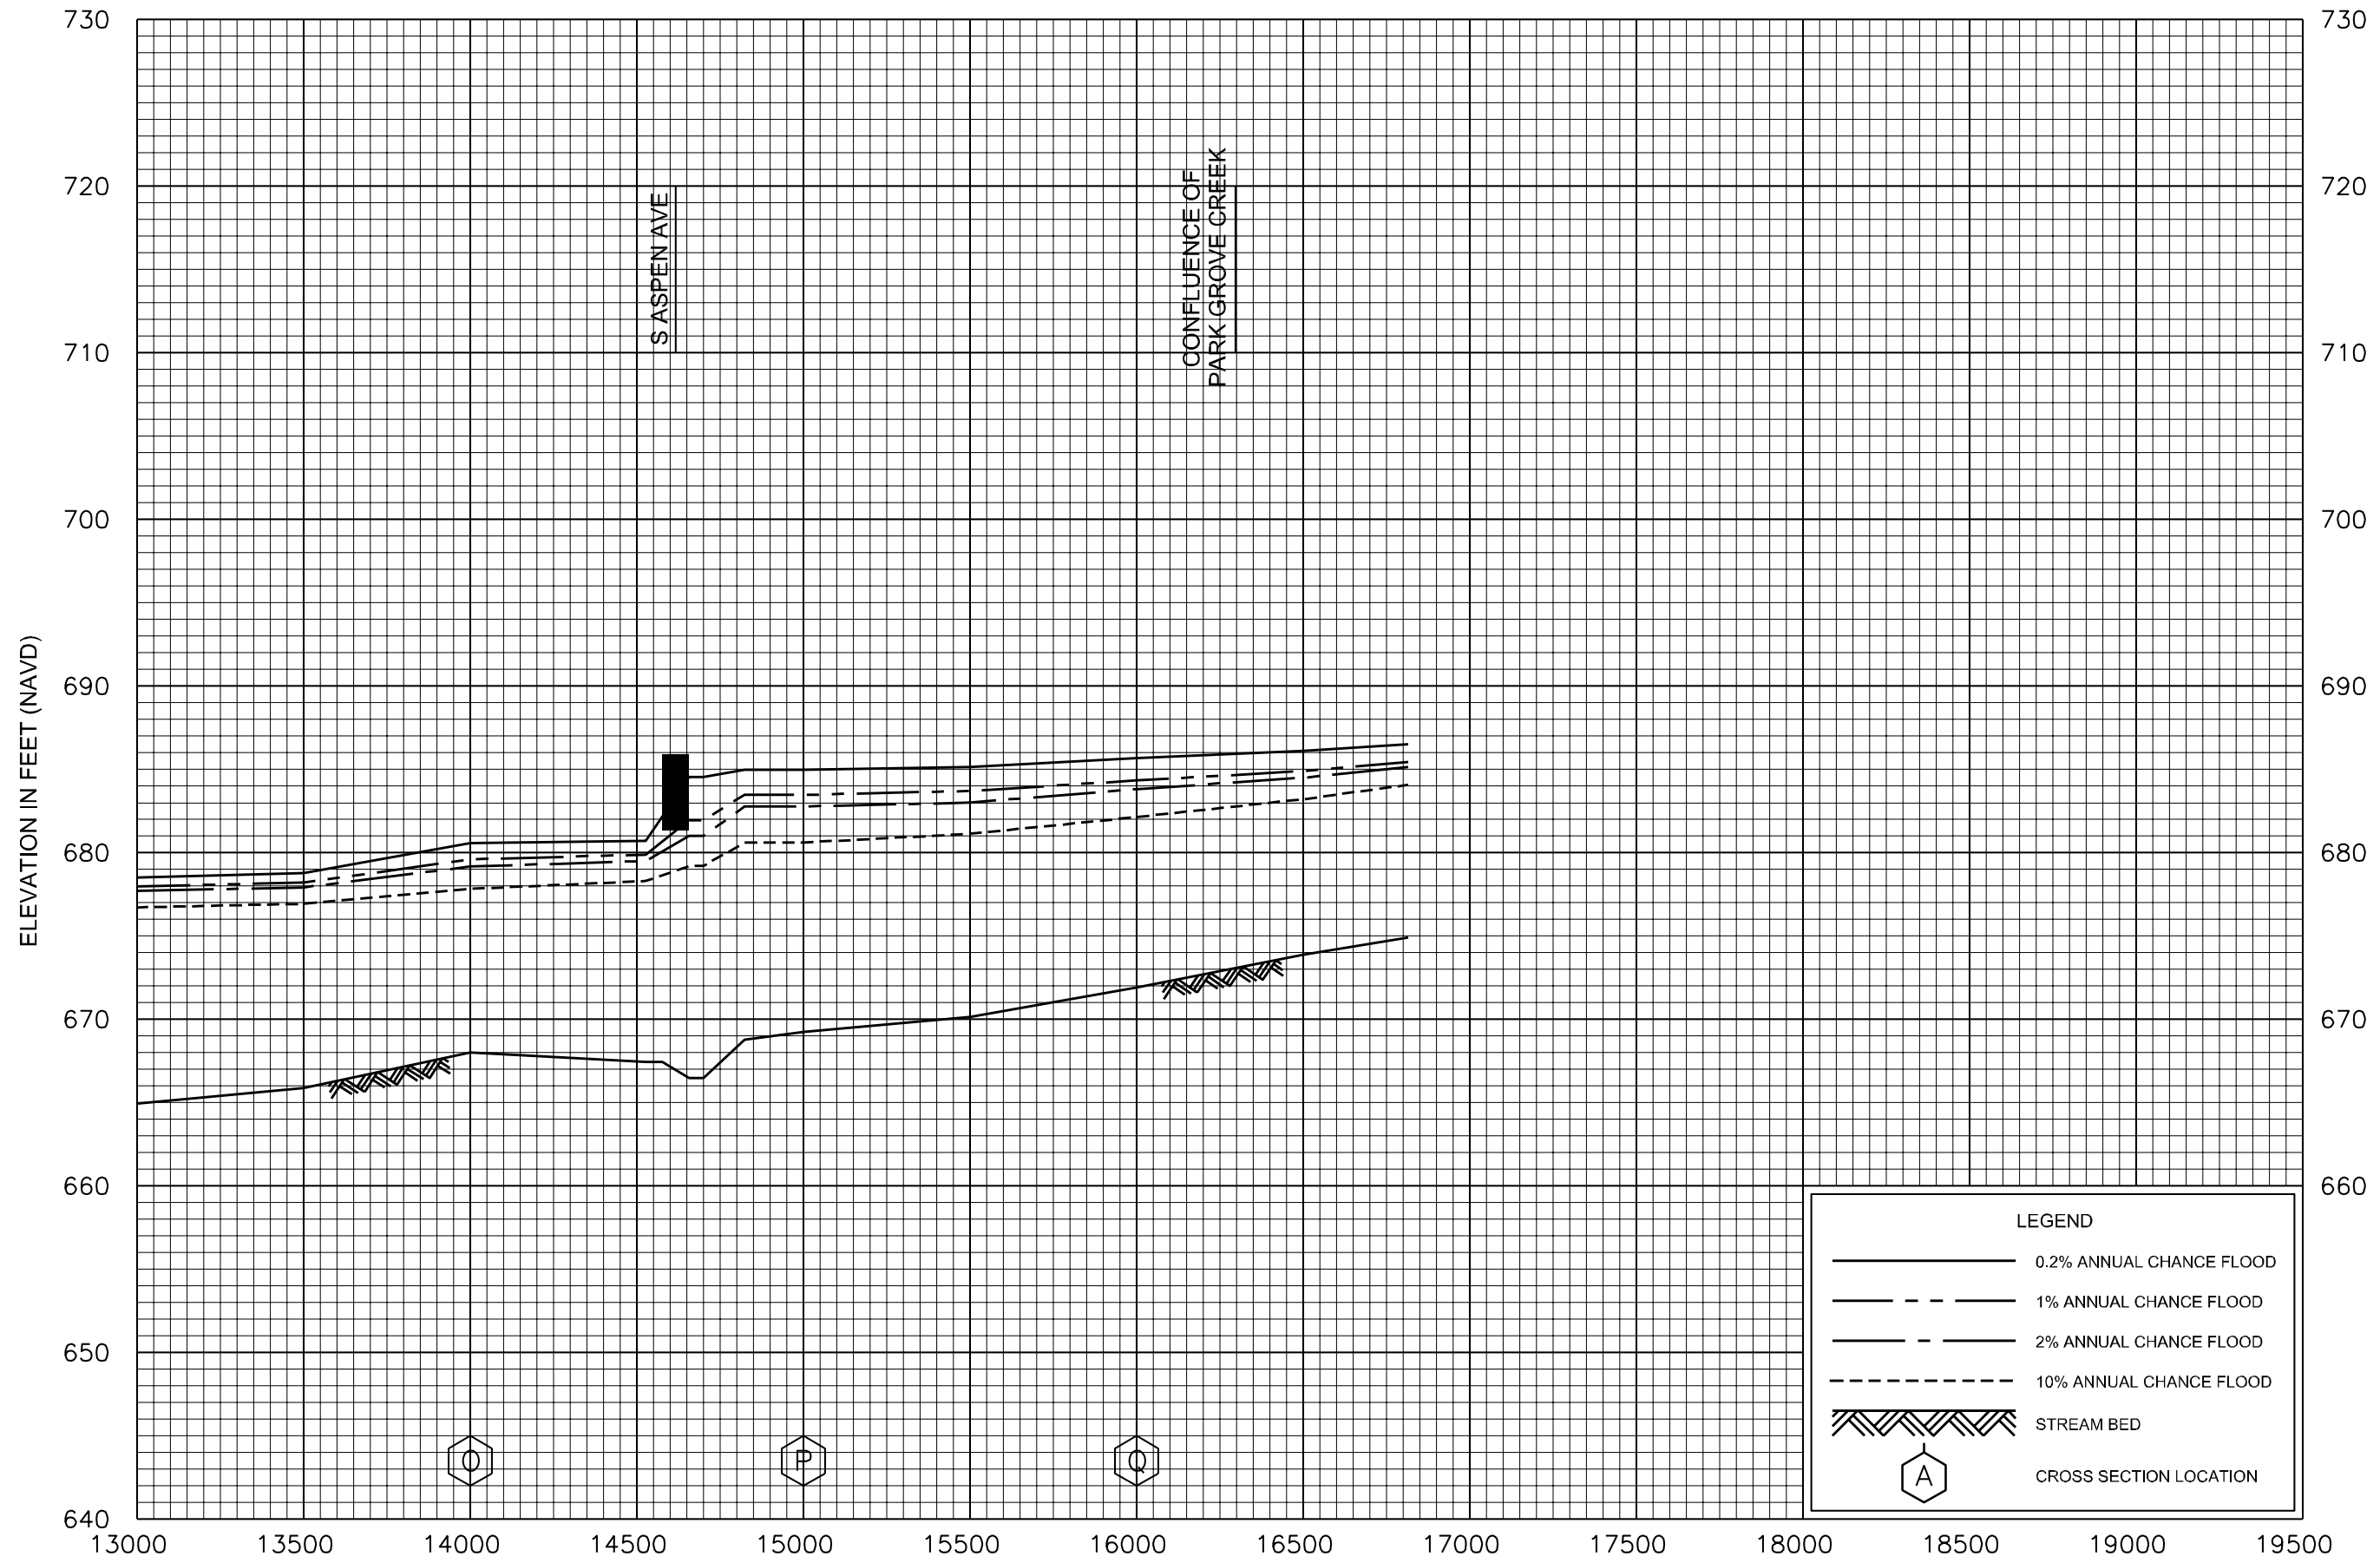 730
730
720
720
710
710
700
700
690
690
680
680
670
670
660
660
650
640
ELEVATION IN FEET (NAVD)
S ASPEN AVE
CONFLUENCE OF
PARK GROVE CREEK
LEGEND
0.2% ANNUAL CHANCE FLOOD
1% ANNUAL CHANCE FLOOD
2% ANNUAL CHANCE FLOOD
10% ANNUAL CHANCE FLOOD
STREAM BED
A
CROSS SECTION LOCATION
O
P
Q
13000
13500
14000
14500
15000
15500
16000
16500
17000
17500
18000
18500
19000
19500